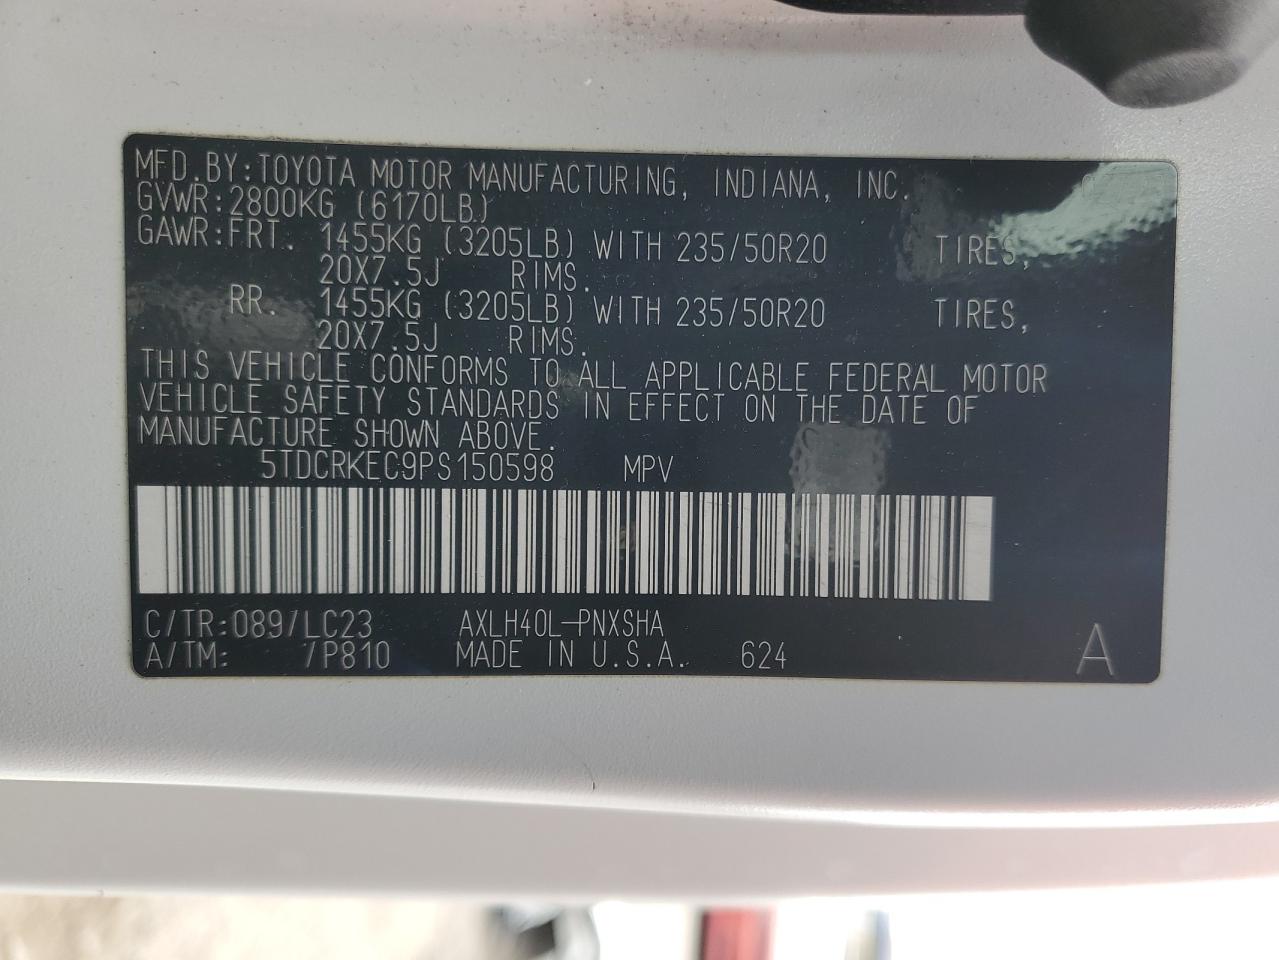 MFD.BY:TOYOTA MOTOR MANUFACTURING, INDIANA, INC.
GVWR:2800KG (6170LB)
GAWR:FRT. 1455KG (3205LB) WITH 235/50R20 TIRES,
20X7.5J RIMS.
RR. 1455KG (3205LB) WITH 235/50R20 TIRES,
20X7.5J RIMS.
THIS VEHICLE CONFORMS TO ALL APPLICABLE FEDERAL MOTOR
VEHICLE SAFETY STANDARDS IN EFFECT ON THE DATE OF
MANUFACTURE SHOWN ABOVE.
5TDCRKEC9PS150598 MPV
C/TR:089/LC23 AXLH40L-PNXSHA
A/TM: /P810 MADE IN U.S.A. 624 A